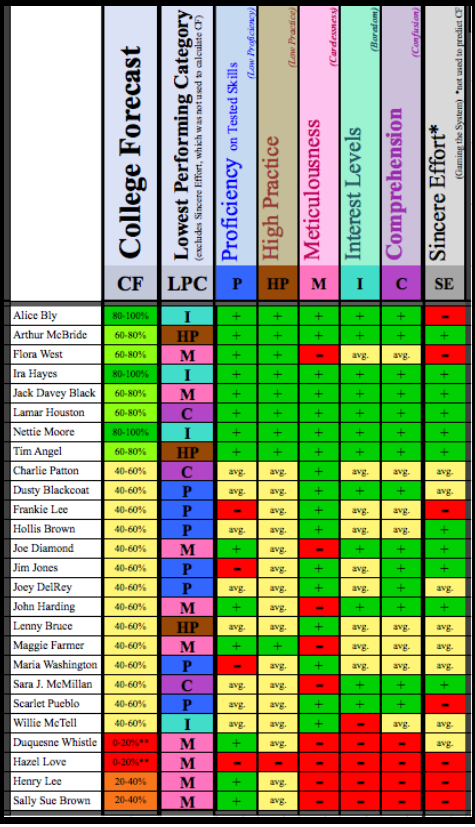 College Forecast
Lowest Performing Category
(excludes Sincere Effort, which was not used to calculate CF)
Proficiency on Tested Skills
(Low Proficiency)
High Practice
(Low Practice)
Meticulousness
(Carelessness)
Interest Levels
(Boredom)
Comprehension
(Confusion)
Sincere Effort*
(Gaming the System) *not used to predict CF
CF LPC P HP M I C SE
Alice Bly 80-100% I + + + + + -
Arthur McBride 60-80% HP + + + + + +
Flora West 60-80% M + + - avg. avg. -
Ira Hayes 80-100% I + + + + + +
Jack Davey Black 60-80% M + + + + + +
Lamar Houston 60-80% C + + + + + +
Nettie Moore 80-100% I + + + + + +
Tim Angel 60-80% HP + + + + + +
Charlie Patton 40-60% C avg. avg. + avg. avg. avg.
Dusty Blackcoat 40-60% P avg. avg. + + + avg.
Frankie Lee 40-60% P - avg. + avg. avg. -
Hollis Brown 40-60% P avg. avg. + avg. avg. +
Joe Diamond 40-60% M + avg. - + + +
Jim Jones 40-60% P - avg. + avg. + +
Joey DelRey 40-60% P avg. avg. + avg. + avg.
John Harding 40-60% M avg. avg. - + + +
Lenny Bruce 40-60% HP avg. avg. + avg. avg. avg.
Maggie Farmer 40-60% M + + - avg. avg. avg.
Maria Washington 40-60% P - avg. + avg. avg. avg.
Sara J. McMillan 40-60% C avg. avg. - + + +
Scarlet Pueblo 40-60% P avg. avg. + + + -
Willie McTell 40-60% I avg. avg. + - avg. avg.
Duquesne Whistle 0-20%** M + avg. - - - avg.
Hazel Love 0-20%** M - - - - - -
Henry Lee 20-40% M + avg. - - - -
Sally Sue Brown 20-40% M + avg. - - - -